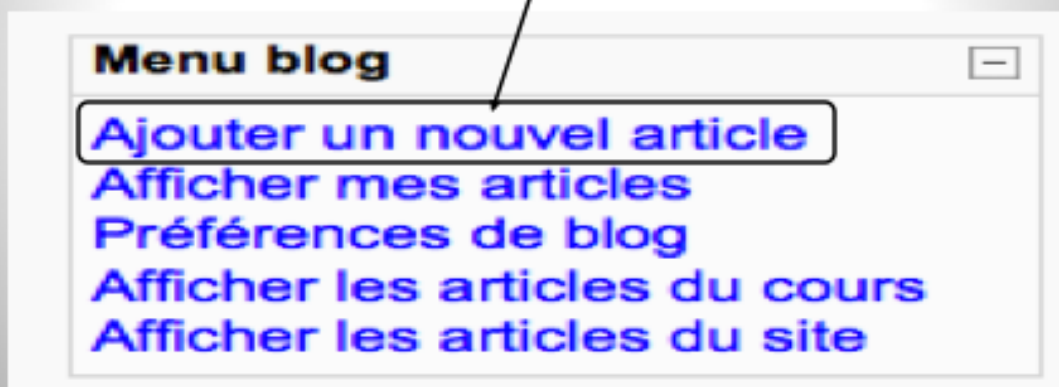 Menu blog
Ajouter un nouvel article
Afficher mes articles
Préférences de blog
Afficher les articles du cours
Afficher les articles du site